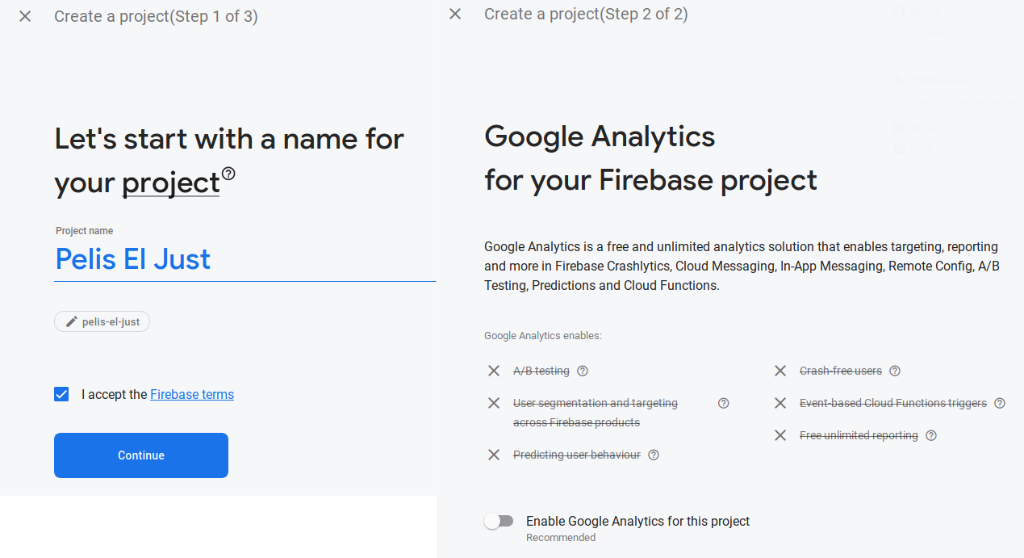 Create a project(Step 1 of 3)
Let's start with a name for
your project
Project name
Pelis El Just
pelis-el-just
I accept the Firebase terms
Continue
Create a project(Step 2 of 2)
Google Analytics
for your Firebase project
Google Analytics is a free and unlimited analytics solution that enables targeting, reporting
and more in Firebase Crashlytics, Cloud Messaging, In-App Messaging, Remote Config, A/B
Testing, Predictions and Cloud Functions.
Google Analytics enables:
A/B testing
User segmentation and targeting
across Firebase products
Predicting user behaviour
Crash-free users
Event-based Cloud Functions triggers
Free unlimited reporting
Enable Google Analytics for this project
Recommended